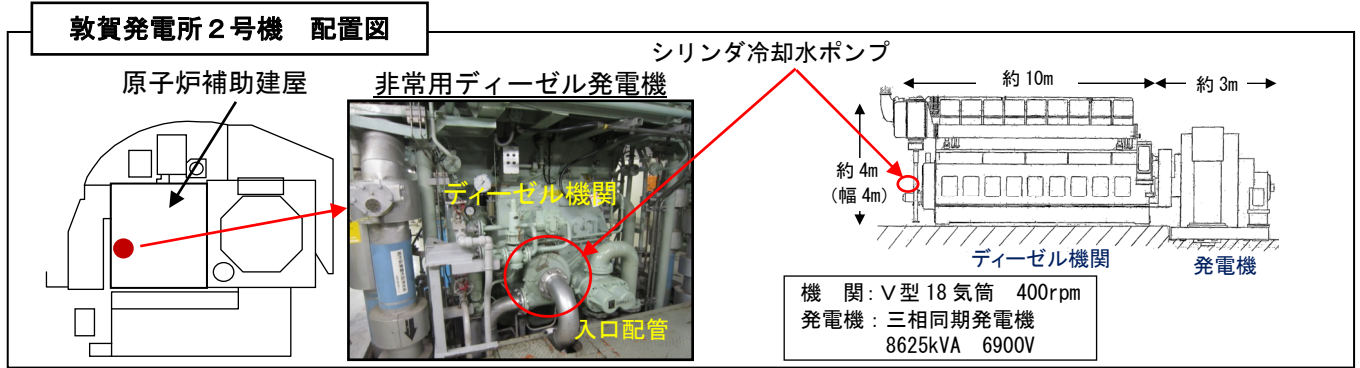 敦賀発電所２号機　配置図
原子炉補助建屋
非常用ディーゼル発電機
シリンダ冷却水ポンプ
ディーゼル機関
入口配管
約 10m
約 3m
約 4m
(幅 4m)
ディーゼル機関
発電機
機　関：Ｖ型 18 気筒　400rpm
発電機：三相同期発電機
8625kVA　6900V